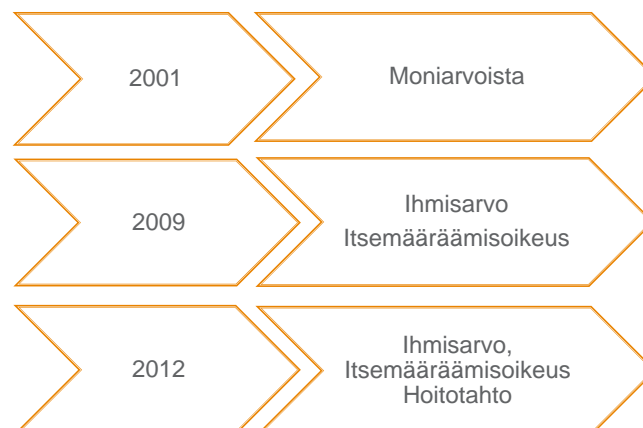 2001
Moniarvoista
2009
Ihmisarvo
Itsemääräämisoikeus
2012
Ihmisarvo,
Itsemääräämisoikeus
Hoitotahto